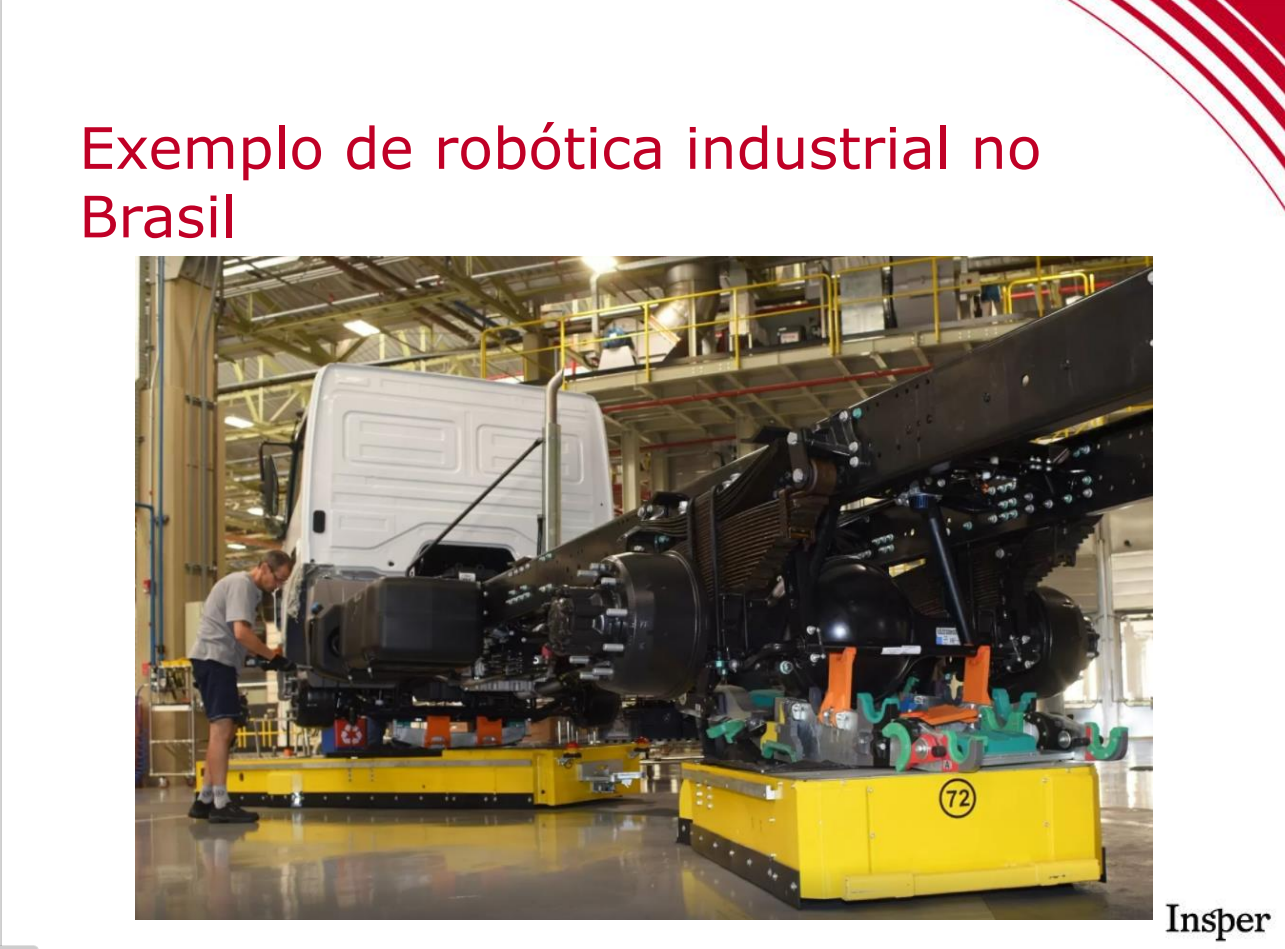 Exemplo de robótica industrial no
Brasil
72
A
Insper